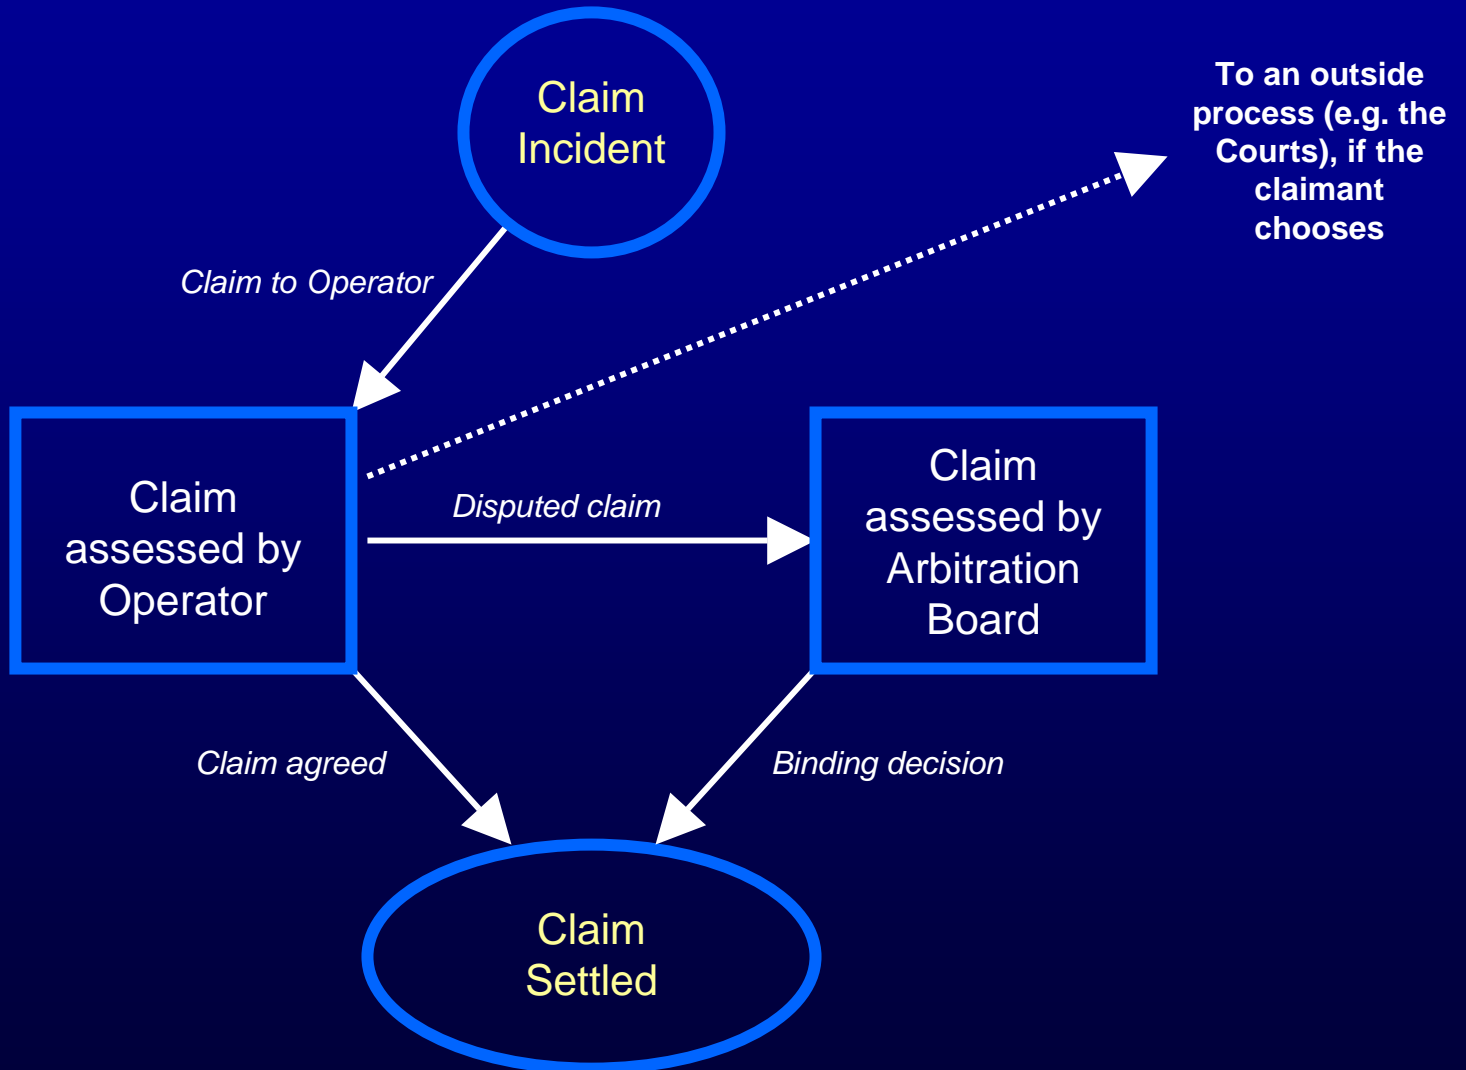 Claim
Incident
To an outside
process (e.g. the
Courts), if the
claimant
chooses
Claim to Operator
Claim
assessed by
Operator
Disputed claim
Claim
assessed by
Arbitration
Board
Claim agreed
Binding decision
Claim
Settled